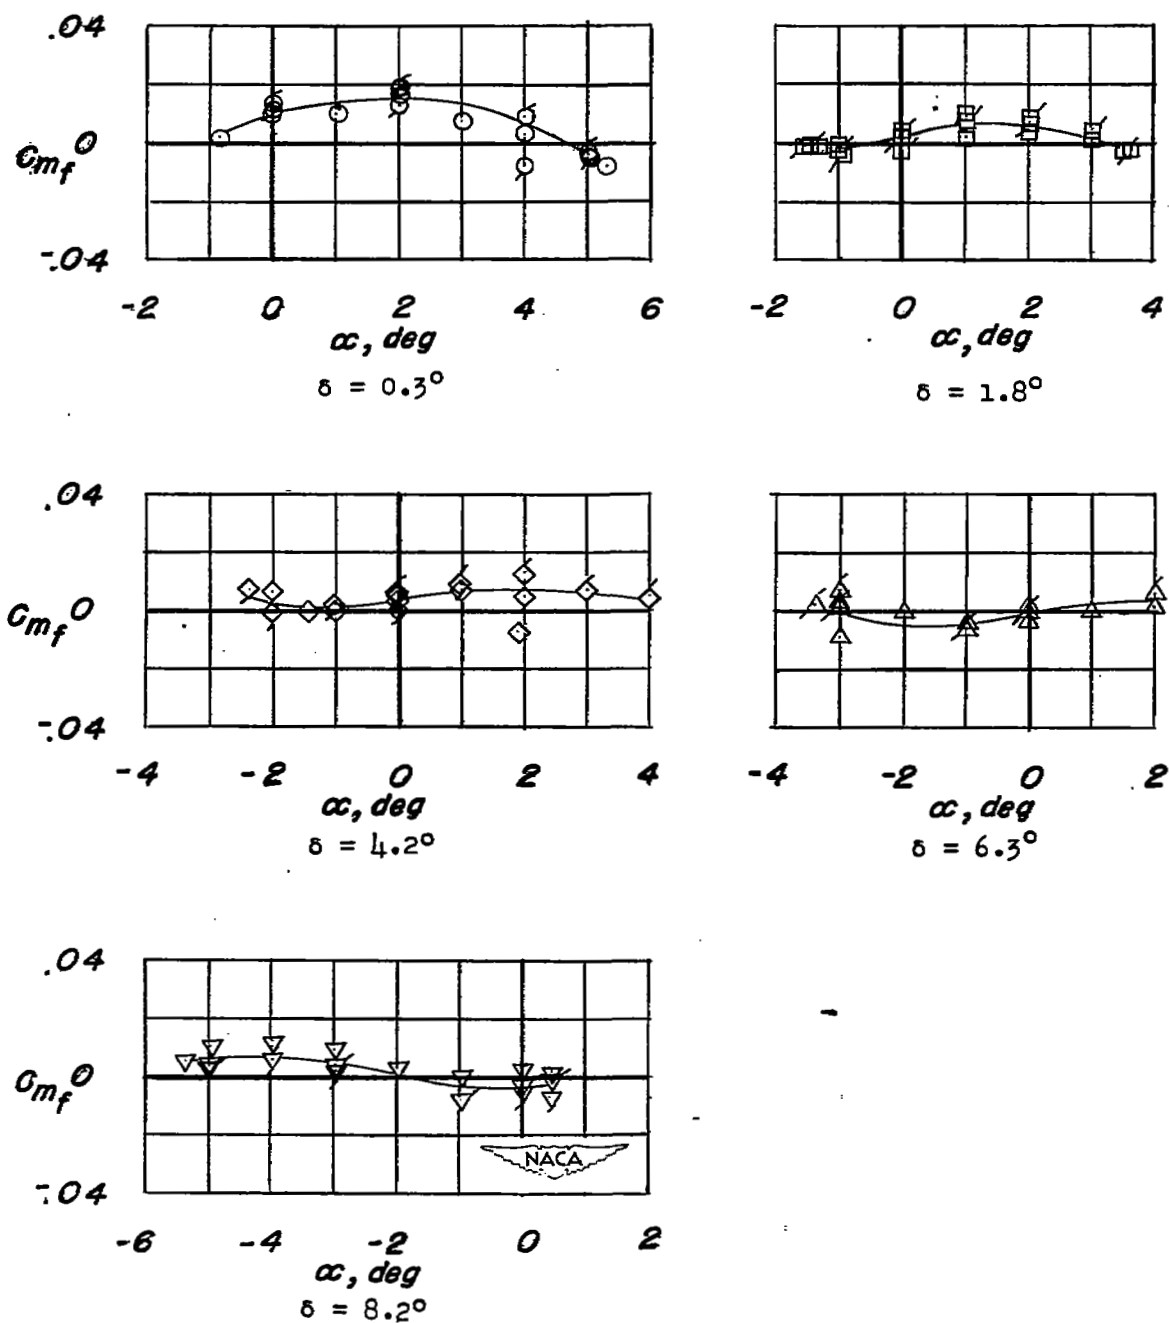 .04
Cmf 0
-.04
-2 0 2 4 6
α, deg
δ = 0.3°
-2 0 2 4
α, deg
δ = 1.8°
.04
Cmf 0
-.04
-4 -2 0 2 4
α, deg
δ = 4.2°
-4 -2 0 2
α, deg
δ = 6.3°
.04
Cmf 0
-.04
NACA
-6 -4 -2 0 2
α, deg
δ = 8.2°